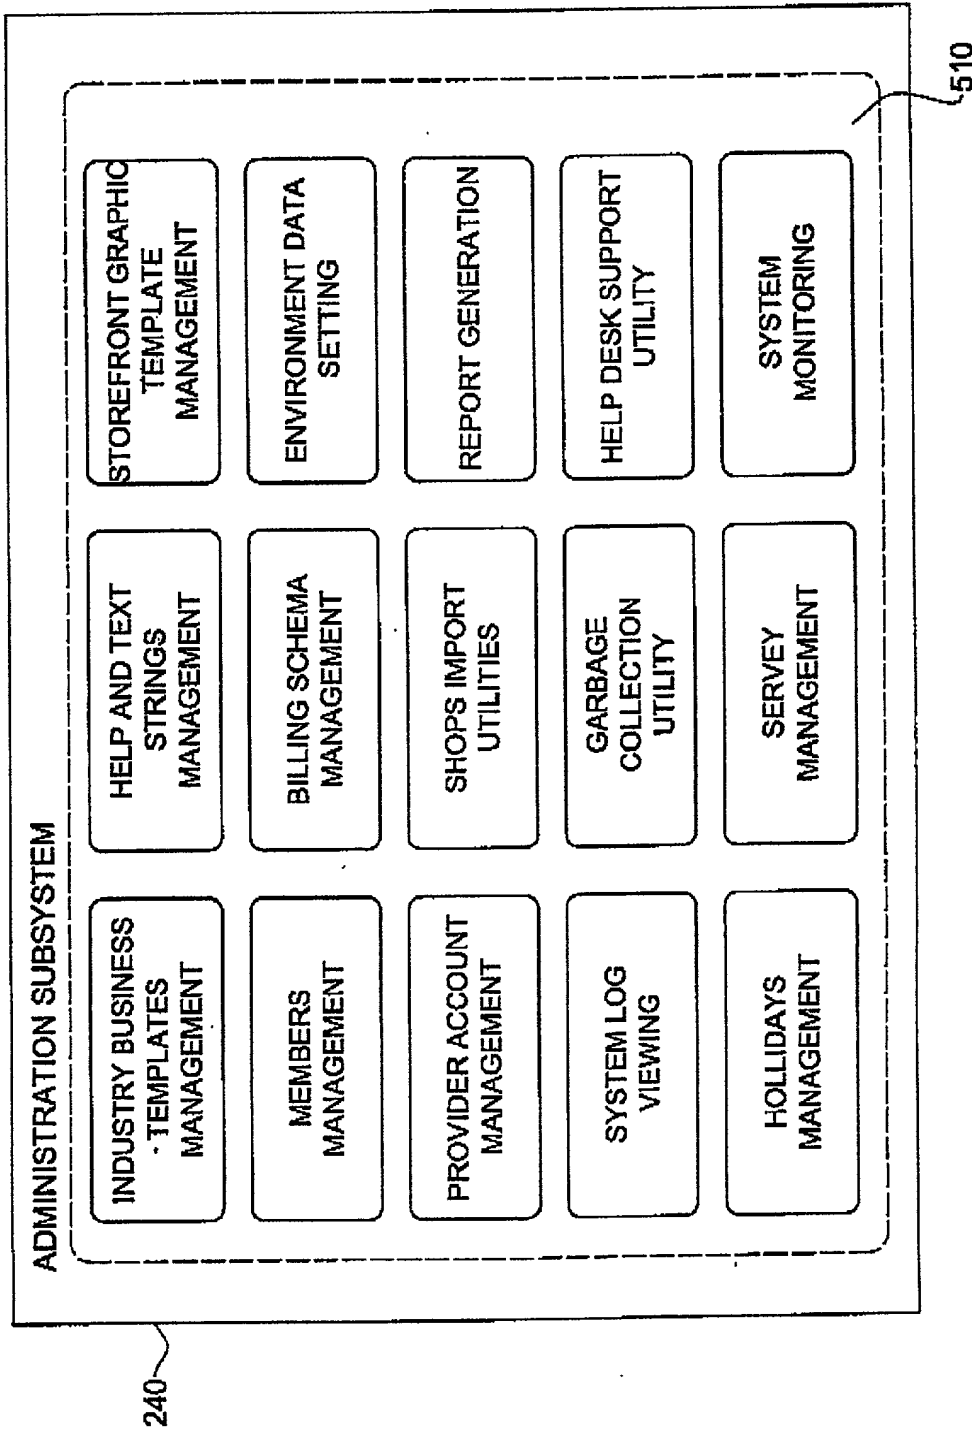 ADMINISTRATION SUBSYSTEM
INDUSTRY BUSINESS
- TEMPLATES
MANAGEMENT
HELP AND TEXT
STRINGS
MANAGEMENT
STOREFRONT GRAPHIC
TEMPLATE
MANAGEMENT
MEMBERS
MANAGEMENT
BILLING SCHEMA
MANAGEMENT
ENVIRONMENT DATA
SETTING
PROVIDER ACCOUNT
MANAGEMENT
SHOPS IMPORT
UTILITIES
REPORT GENERATION
SYSTEM LOG
VIEWING
GARBAGE
COLLECTION
UTILITY
HELP DESK SUPPORT
UTILITY
HOLLIDAYS
MANAGEMENT
SERVEY
MANAGEMENT
SYSTEM
MONITORING
240
510